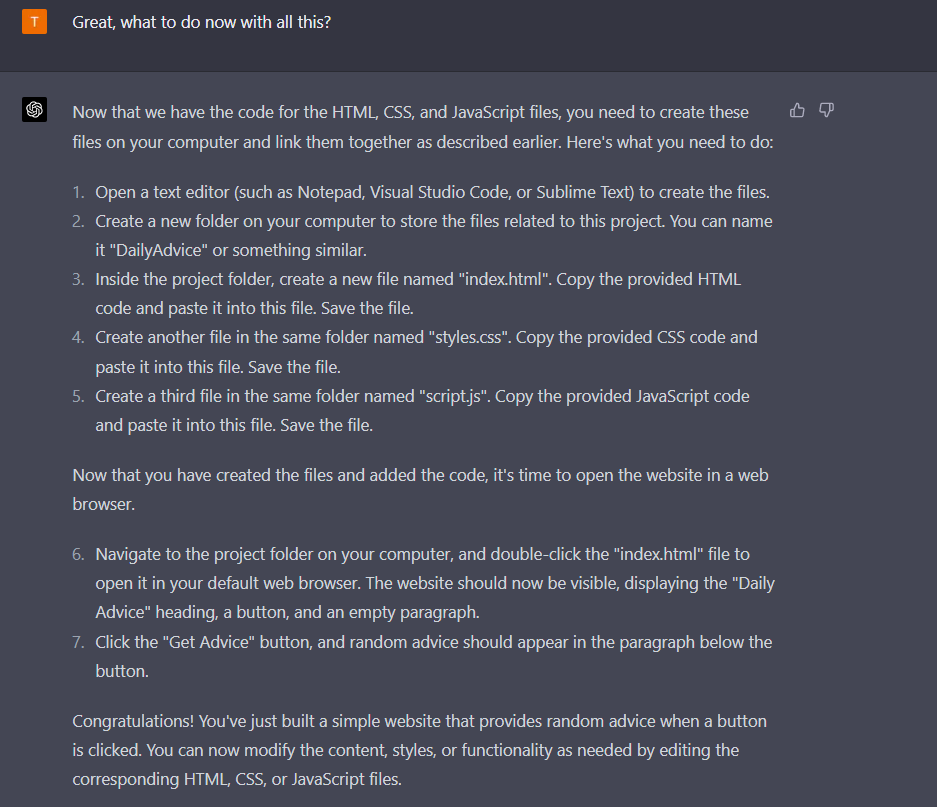 T
Great, what to do now with all this?
Now that we have the code for the HTML, CSS, and JavaScript files, you need to create these
files on your computer and link them together as described earlier. Here's what you need to do:
1. Open a text editor (such as Notepad, Visual Studio Code, or Sublime Text) to create the files.
2. Create a new folder on your computer to store the files related to this project. You can name
it "DailyAdvice" or something similar.
3. Inside the project folder, create a new file named "index.html". Copy the provided HTML
code and paste it into this file. Save the file.
4. Create another file in the same folder named "styles.css". Copy the provided CSS code and
paste it into this file. Save the file.
5. Create a third file in the same folder named "script.js". Copy the provided JavaScript code
and paste it into this file. Save the file.
Now that you have created the files and added the code, it's time to open the website in a web
browser.
6. Navigate to the project folder on your computer, and double-click the "index.html" file to
open it in your default web browser. The website should now be visible, displaying the "Daily
Advice" heading, a button, and an empty paragraph.
7. Click the "Get Advice" button, and random advice should appear in the paragraph below the
button.
Congratulations! You've just built a simple website that provides random advice when a button
is clicked. You can now modify the content, styles, or functionality as needed by editing the
corresponding HTML, CSS, or JavaScript files.